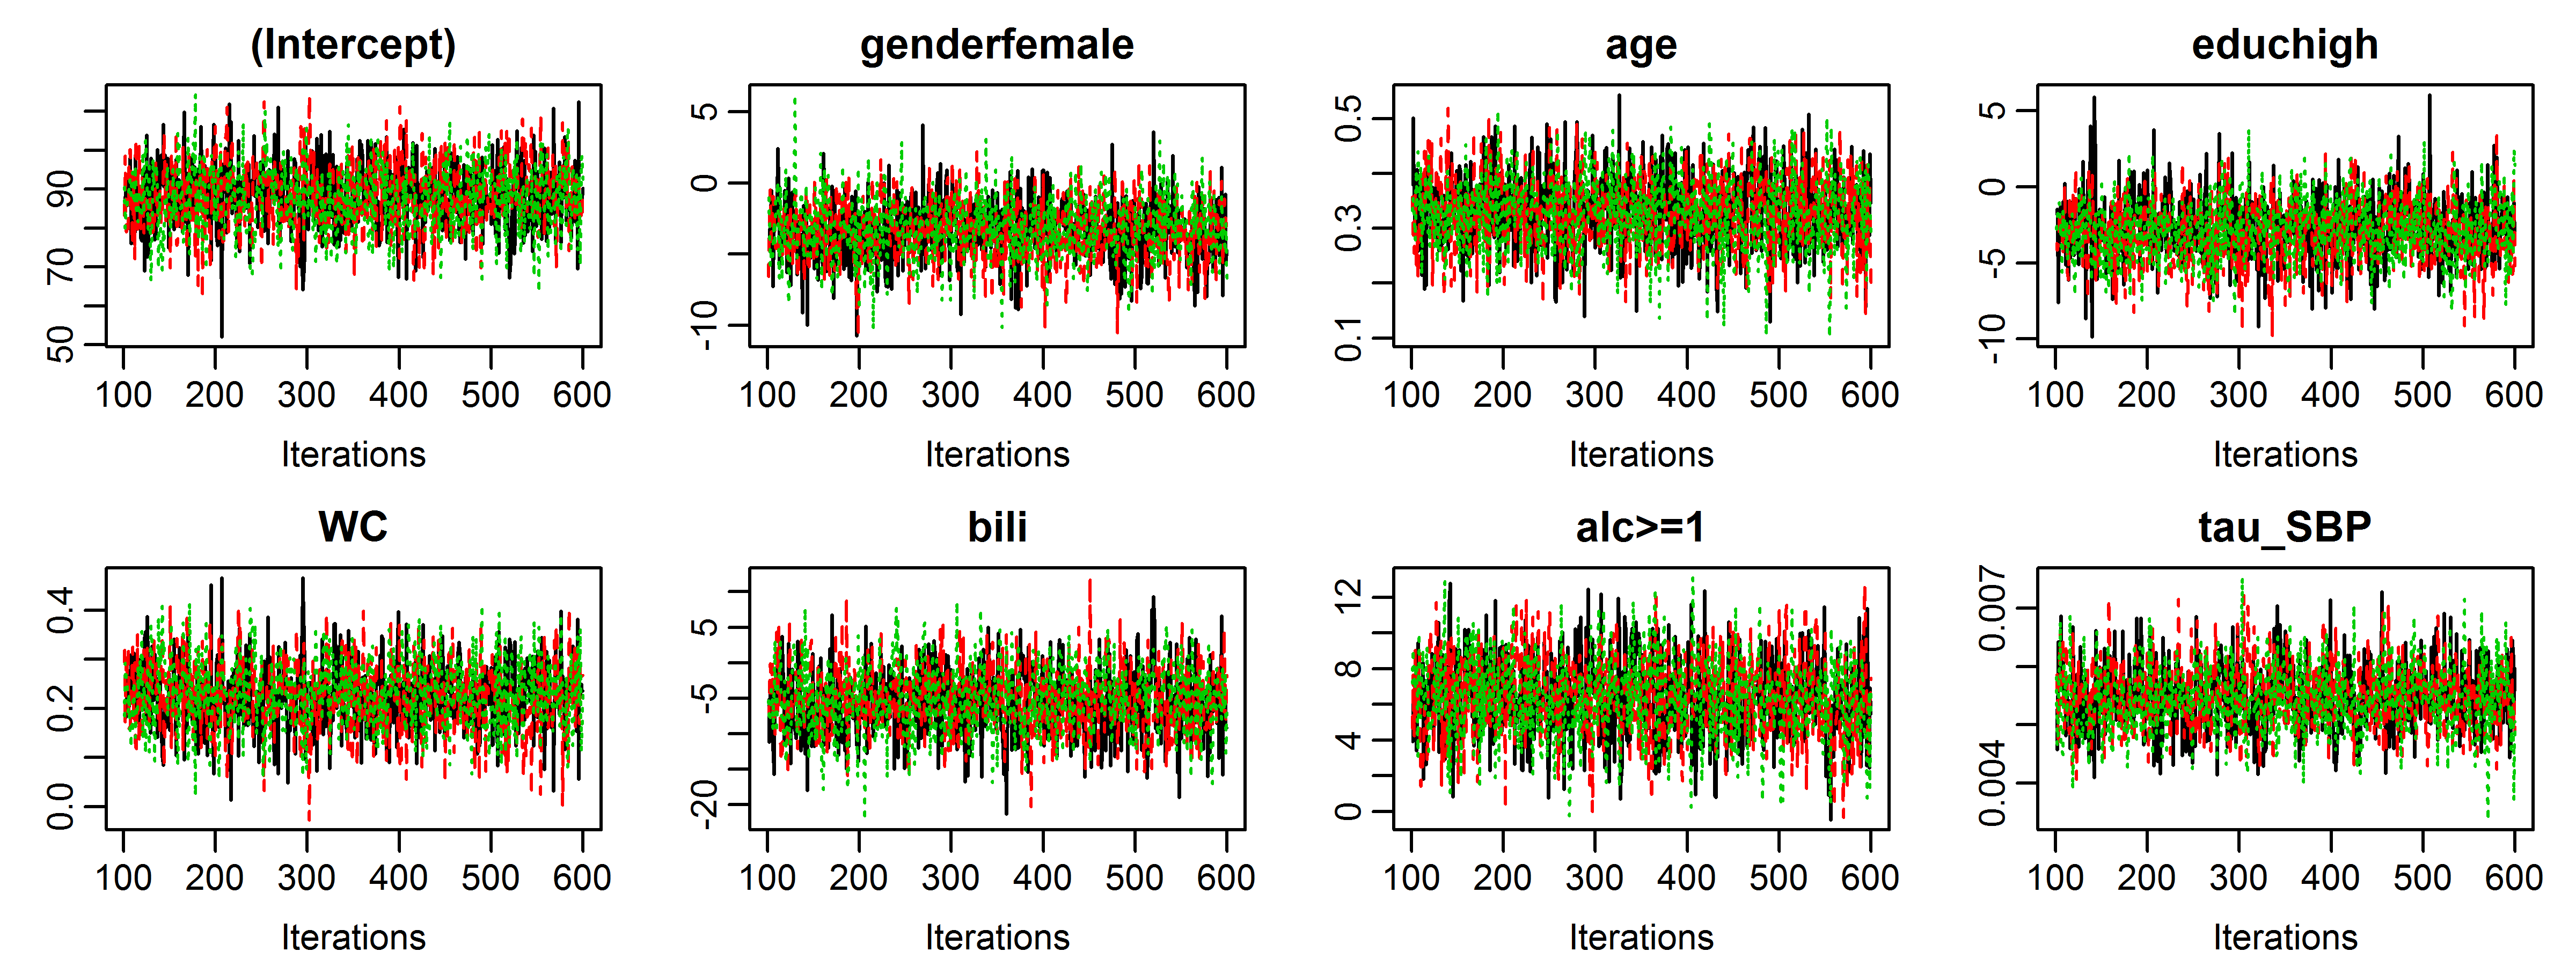 (Intercept) genderfemale age educhigh
50 70 90
-10 0 5
0.1 0.3 0.5
-10 -5 0 5
100 200 300 400 500 600 100 200 300 400 500 600 100 200 300 400 500 600 100 200 300 400 500 600
Iterations Iterations Iterations Iterations
WC bili alc>=1 tau_SBP
0.0 0.2 0.4
-20 -5 5
0 4 8 12
0.004 0.007
100 200 300 400 500 600 100 200 300 400 500 600 100 200 300 400 500 600 100 200 300 400 500 600
Iterations Iterations Iterations Iterations